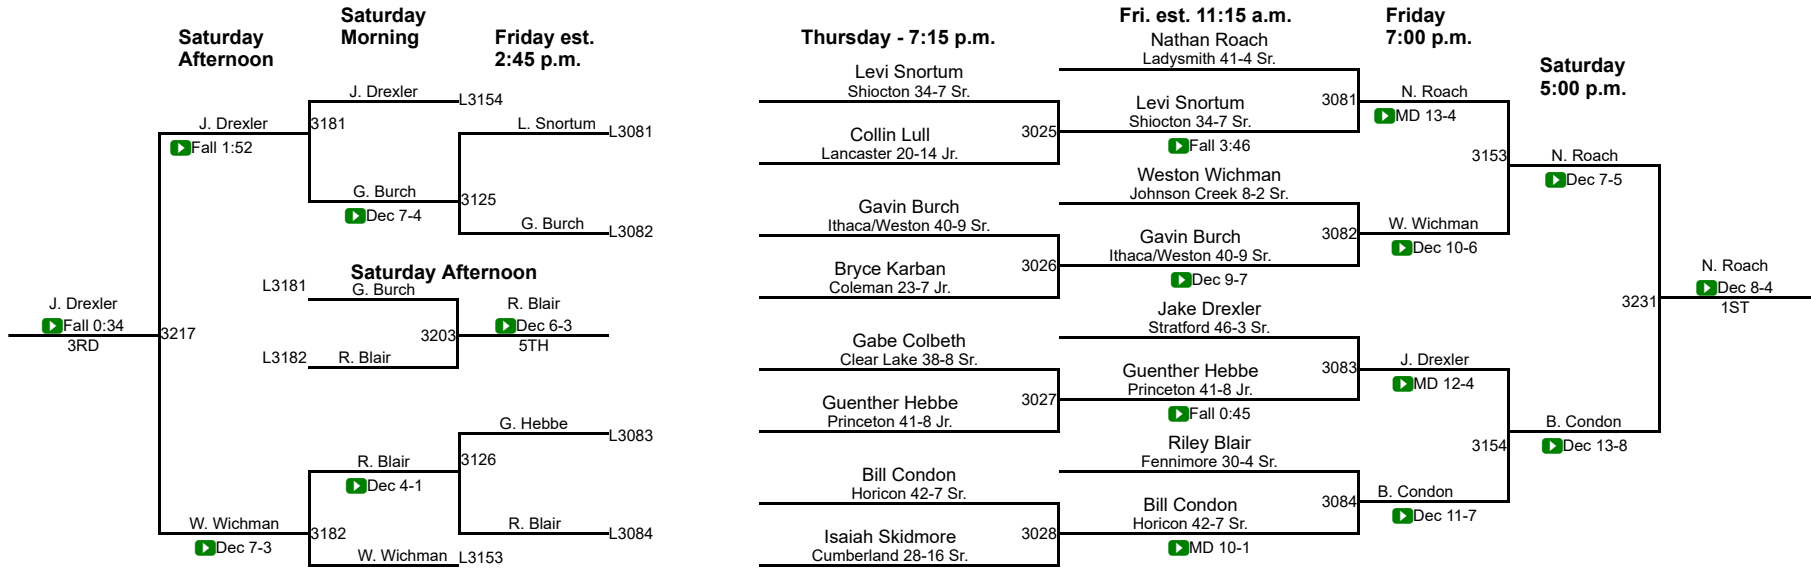 Saturday
Afternoon
Saturday
Morning
Friday est.
2:45 p.m.
J. Drexler
L3154
J. Drexler
3181
Fall 1:52
L. Snortum
L3081
G. Burch
3125
Dec 7-4
G. Burch
L3082
Saturday Afternoon
L3181
G. Burch
J. Drexler
Fall 0:34
3RD
3217
R. Blair
3203
Dec 6-3
5TH
L3182
R. Blair
G. Hebbe
L3083
R. Blair
3126
Dec 4-1
W. Wichman
3182
Dec 7-3
R. Blair
L3084
W. Wichman
L3153
Thursday - 7:15 p.m.
Levi Snortum
Shiocton 34-7 Sr.
3025
Collin Lull
Lancaster 20-14 Jr.
Gavin Burch
Ithaca/Weston 40-9 Sr.
3026
Bryce Karban
Coleman 23-7 Jr.
Gabe Colbeth
Clear Lake 38-8 Sr.
3027
Guenther Hebbe
Princeton 41-8 Jr.
Bill Condon
Horicon 42-7 Sr.
3028
Isaiah Skidmore
Cumberland 28-16 Sr.
Fri. est. 11:15 a.m.
Nathan Roach
Ladysmith 41-4 Sr.
3081
Levi Snortum
Shiocton 34-7 Sr.
Fall 3:46
Weston Wichman
Johnson Creek 8-2 Sr.
3082
Gavin Burch
Ithaca/Weston 40-9 Sr.
Dec 9-7
Jake Drexler
Stratford 46-3 Sr.
3083
Guenther Hebbe
Princeton 41-8 Jr.
Fall 0:45
Riley Blair
Fennimore 30-4 Sr.
3084
Bill Condon
Horicon 42-7 Sr.
MD 10-1
Friday
7:00 p.m.
N. Roach
MD 13-4
3153
W. Wichman
Dec 10-6
J. Drexler
MD 12-4
3154
B. Condon
Dec 11-7
Saturday
5:00 p.m.
N. Roach
Dec 7-5
3231
B. Condon
Dec 13-8
N. Roach
Dec 8-4
1ST